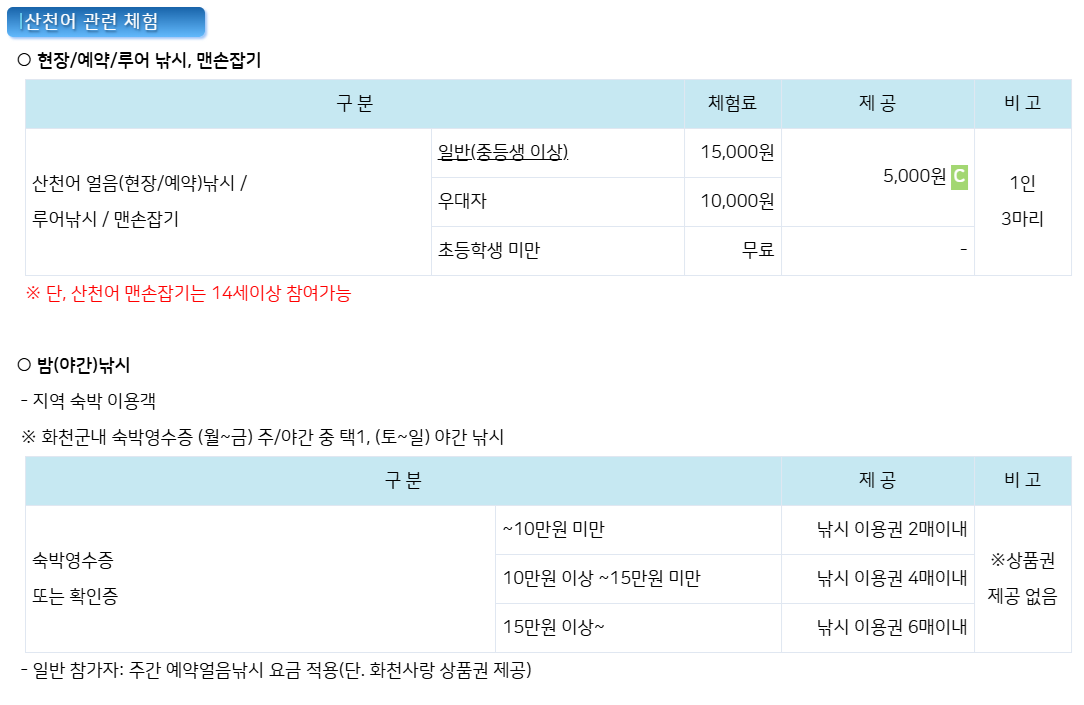 산천어 관련 체험
○ 현장/예약/루어 낚시, 맨손잡기
구 분 체험료 제 공 비 고
산천어 얼음(현장/예약)낚시 /
루어낚시 / 맨손잡기
일반(중등생 이상) 15,000원
5,000원 C
우대자 10,000원
초등학생 미만 무료 -
1인
3마리
※ 단, 산천어 맨손잡기는 14세이상 참여가능
○ 밤(야간)낚시
- 지역 숙박 이용객
※ 화천군내 숙박영수증 (월~금) 주/야간 중 택1, (토~일) 야간 낚시
구 분 제 공 비 고
숙박영수증
또는 확인증
~10만원 미만 낚시 이용권 2매이내
10만원 이상 ~15만원 미만 낚시 이용권 4매이내
15만원 이상~ 낚시 이용권 6매이내
※상품권
제공 없음
- 일반 참가자: 주간 예약얼음낚시 요금 적용(단. 화천사랑 상품권 제공)